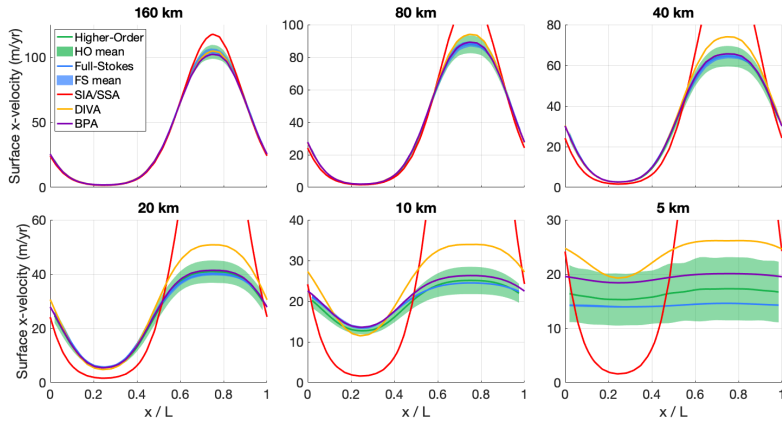 160 km
80 km
40 km
Surface x-velocity (m/yr)
100
50
0
Higher-Order
HO mean
Full-Stokes
FS mean
SIA/SSA
DIVA
BPA
100
80
60
40
20
0
80
60
40
20
0
20 km
10 km
5 km
Surface x-velocity (m/yr)
60
40
20
0
0 0.2 0.4 0.6 0.8 1
x / L
40
30
20
10
0
0 0.2 0.4 0.6 0.8 1
x / L
30
20
10
0
0 0.2 0.4 0.6 0.8 1
x / L